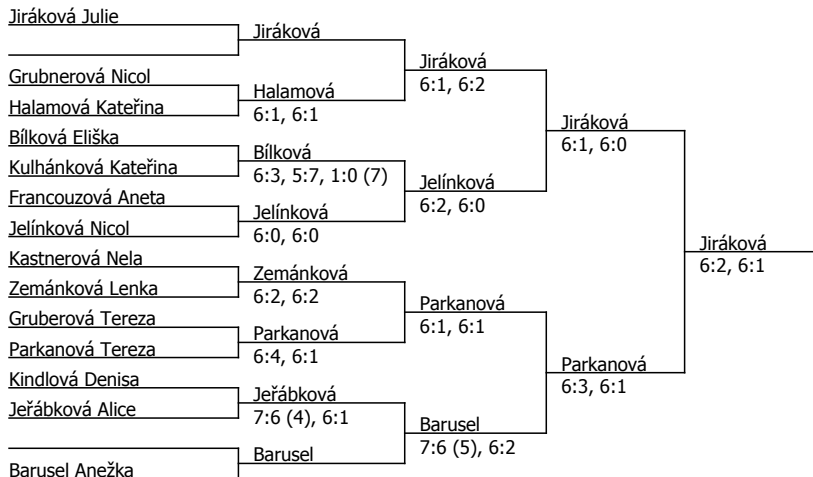 Jiráková Julie
Jiráková
Jiráková
6:1, 6:2
Grubnerová Nicol
Halamová
6:1, 6:1
Halamová Kateřina
Jiráková
6:1, 6:0
Bílková Eliška
Bílková
6:3, 5:7, 1:0 (7)
Kulhánková Kateřina
Jelínková
6:2, 6:0
Francouzová Aneta
Jelínková
6:0, 6:0
Jelínková Nicol
Jiráková
6:2, 6:1
Kastnerová Nela
Zemánková
6:2, 6:2
Zemánková Lenka
Parkanová
6:1, 6:1
Gruberová Tereza
Parkanová
6:4, 6:1
Parkanová Tereza
Parkanová
6:3, 6:1
Kindlová Denisa
Jeřábková
7:6 (4), 6:1
Jeřábková Alice
Barusel
7:6 (5), 6:2
Barusel
Barusel Anežka